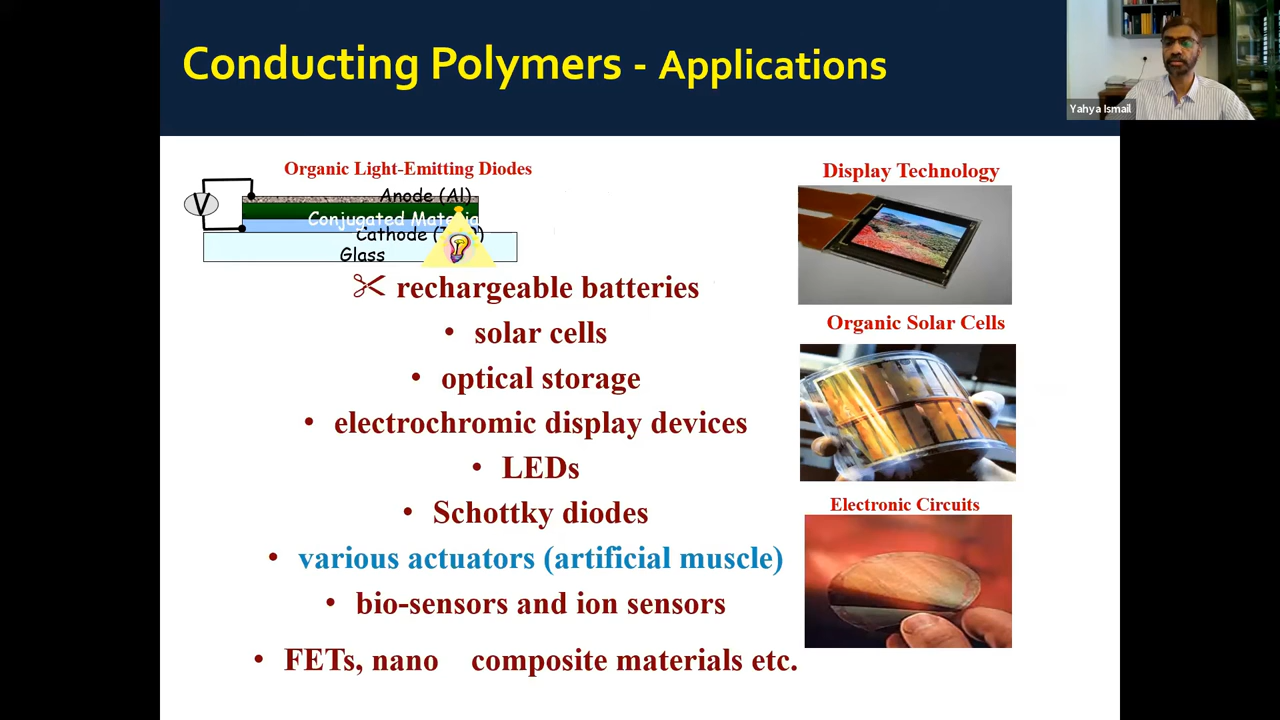 Conducting Polymers - Applications
Yahya Ismail
Organic Light-Emitting Diodes
V
Anode (Al)
Conjugated
Cathode
Glass
rechargeable batteries
• solar cells
• optical storage
• electrochromic display devices
• LEDs
• Schottky diodes
• various actuators (artificial muscle)
• bio-sensors and ion sensors
• FETs, nano composite materials etc.
Display Technology
Organic Solar Cells
Electronic Circuits